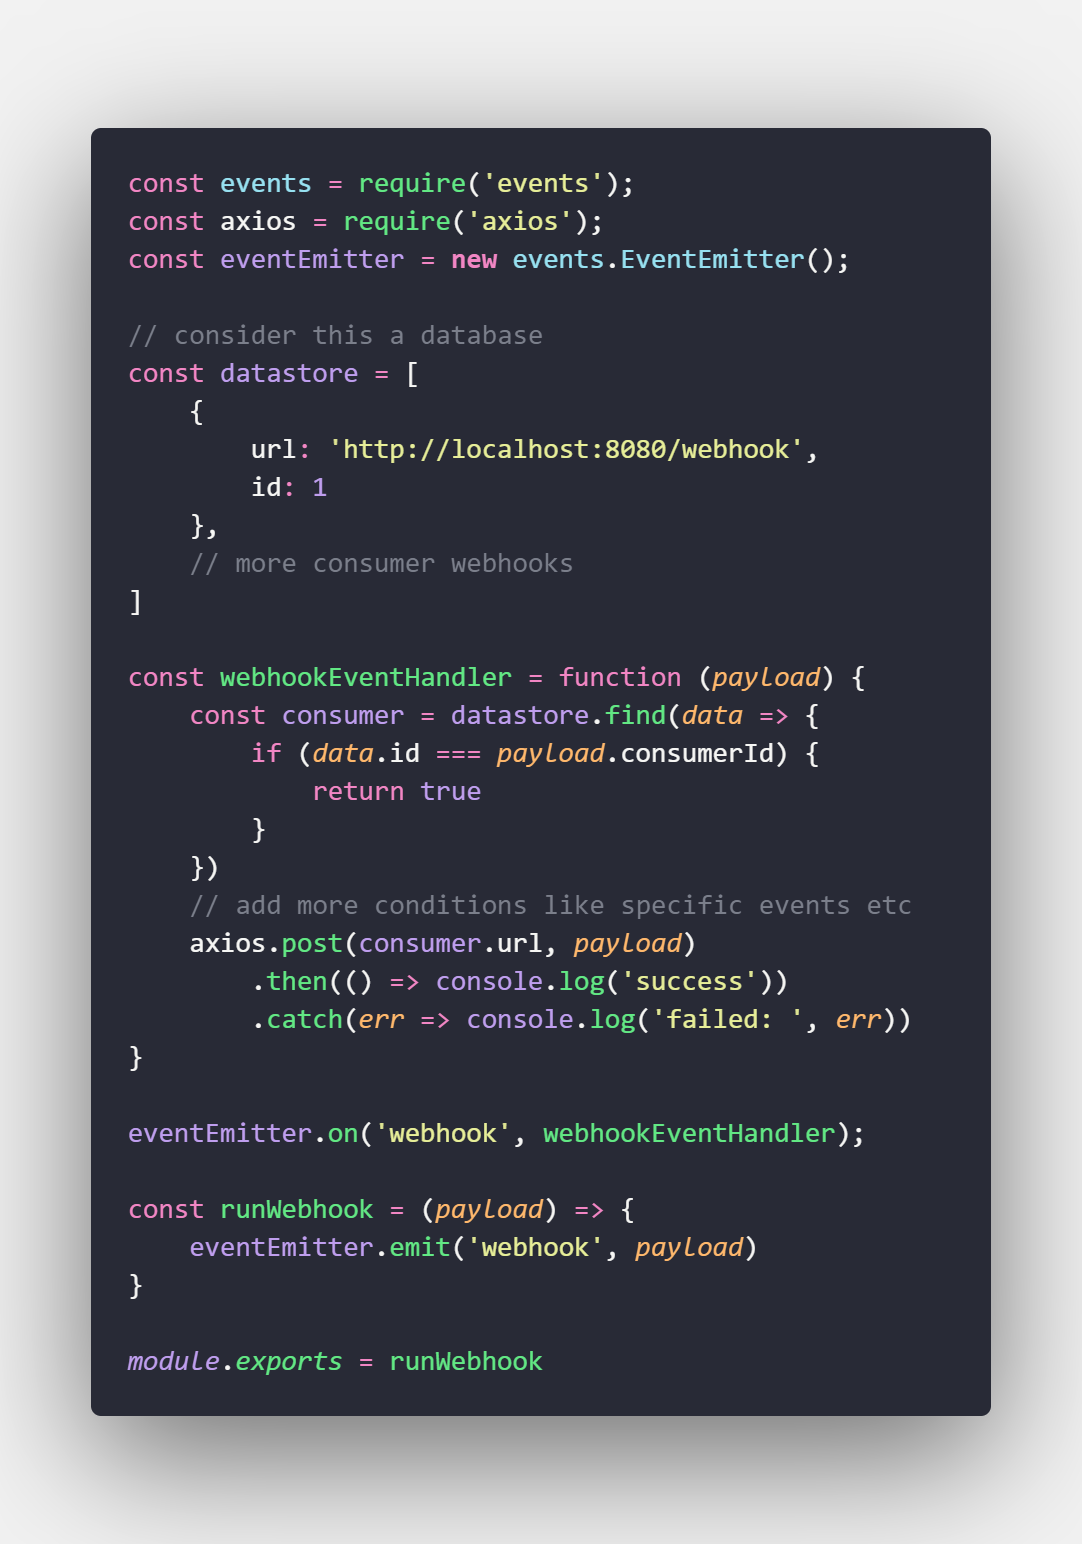 const events = require('events');
const axios = require('axios');
const eventEmitter = new events.EventEmitter();

// consider this a database
const datastore = [
    {
        url: 'http://localhost:8080/webhook',
        id: 1
    },
    // more consumer webhooks
]

const webhookEventHandler = function (payload) {
    const consumer = datastore.find(data => {
        if (data.id === payload.consumerId) {
            return true
        }
    })
    // add more conditions like specific events etc
    axios.post(consumer.url, payload)
        .then(() => console.log('success'))
        .catch(err => console.log('failed: ', err))
}

eventEmitter.on('webhook', webhookEventHandler);

const runWebhook = (payload) => {
    eventEmitter.emit('webhook', payload)
}

module.exports = runWebhook